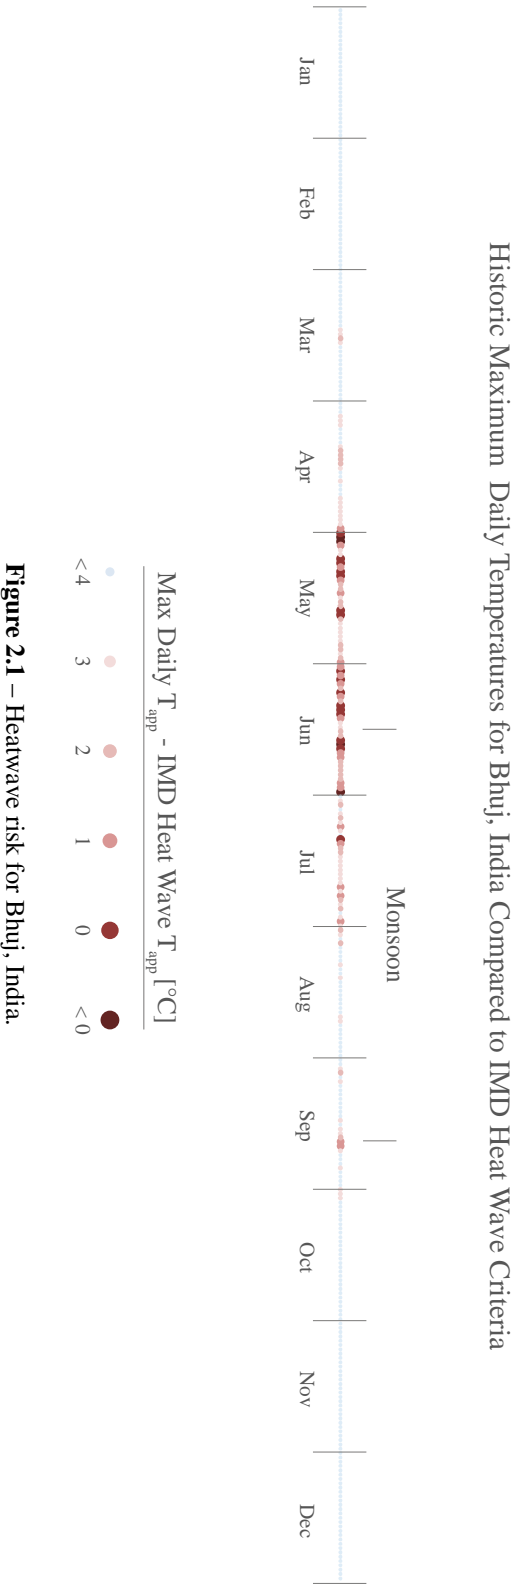 Historic Maximum Daily Temperatures for Bhuj, India Compared to IMD Heat Wave Criteria
Monsoon
Jan Feb Mar Apr May Jun Jul Aug Sep Oct Nov Dec
Max Daily T app - IMD Heat Wave T app [°C]
< 4 3 2 1 0 < 0
Figure 2.1 – Heatwave risk for Bhuj, India.